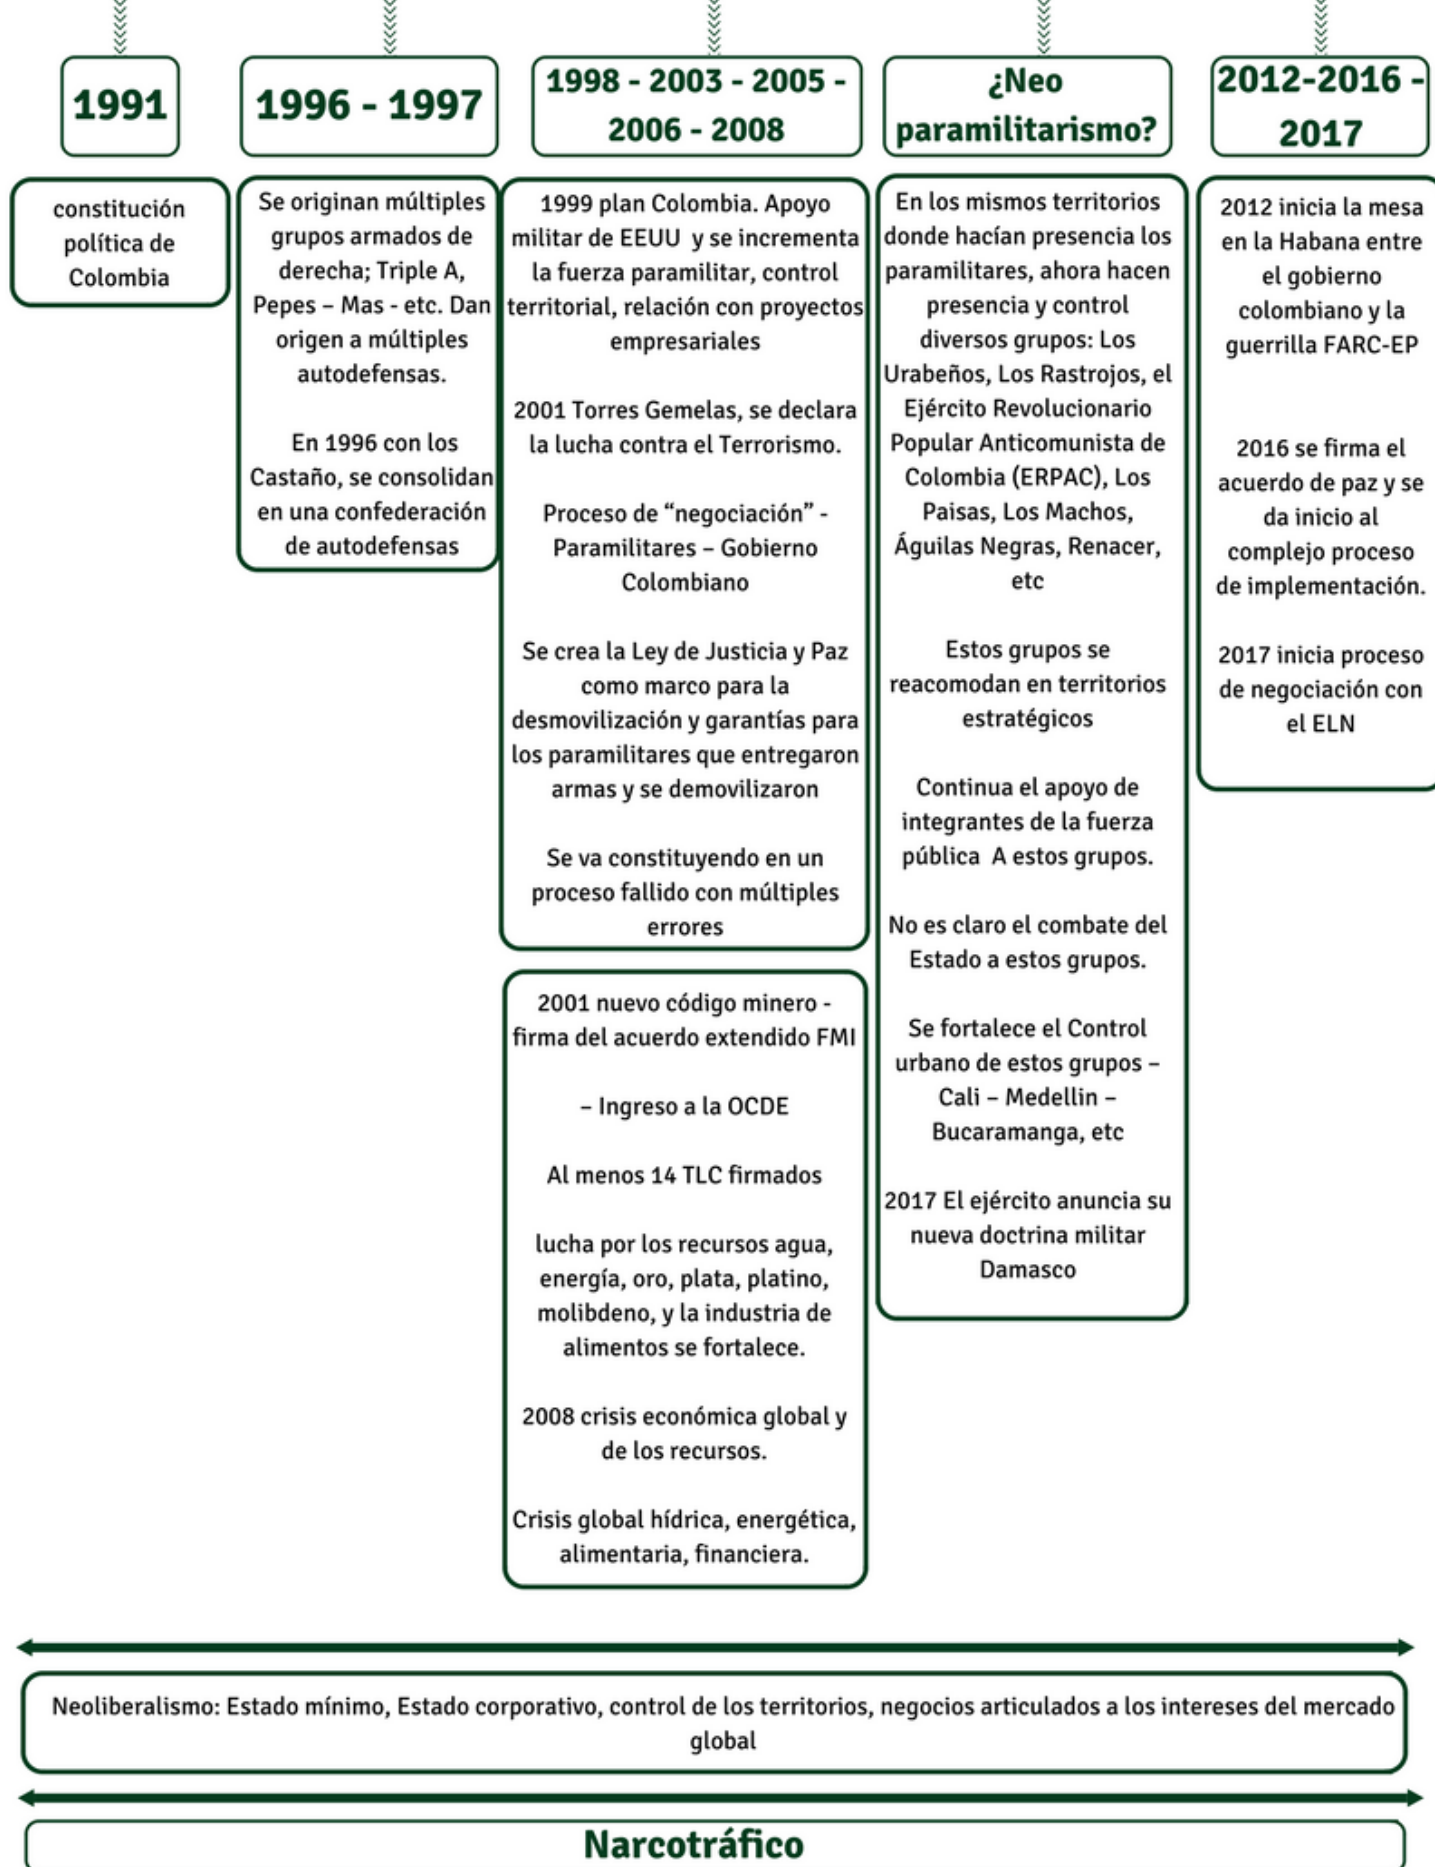 1991
constitución
política de
Colombia
1996 - 1997
Se originan múltiples
grupos armados de
derecha; Triple A,
Pepes – Mas - etc. Dan
origen a múltiples
autodefensas.
En 1996 con los
Castaño, se consolidan
en una confederación
de autodefensas
1998 - 2003 - 2005 -
2006 - 2008
1999 plan Colombia. Apoyo
militar de EEUU y se incrementa
la fuerza paramilitar, control
territorial, relación con proyectos
empresariales
2001 Torres Gemelas, se declara
la lucha contra el Terrorismo.
Proceso de “negociación” -
Paramilitares – Gobierno
Colombiano
Se crea la Ley de Justicia y Paz
como marco para la
desmovilización y garantías para
los paramilitares que entregaron
armas y se demovilizaron
Se va constituyendo en un
proceso fallido con múltiples
errores
2001 nuevo código minero -
firma del acuerdo extendido FMI
– Ingreso a la OCDE
Al menos 14 TLC firmados
lucha por los recursos agua,
energía, oro, plata, platino,
molibdeno, y la industria de
alimentos se fortalece.
2008 crisis económica global y
de los recursos.
Crisis global hídrica, energética,
alimentaria, financiera.
¿Neo
paramilitarismo?
En los mismos territorios
donde hacían presencia los
paramilitares, ahora hacen
presencia y control
diversos grupos: Los
Urabeños, Los Rastrojos, el
Ejército Revolucionario
Popular Anticomunista de
Colombia (ERPAC), Los
Paisas, Los Machos,
Águilas Negras, Renacer,
etc
Estos grupos se
reacomodan en territorios
estratégicos
Continua el apoyo de
integrantes de la fuerza
pública A estos grupos.
No es claro el combate del
Estado a estos grupos.
Se fortalece el Control
urbano de estos grupos –
Cali – Medellin –
Bucaramanga, etc
2017 El ejército anuncia su
nueva doctrina militar
Damasco
2012-2016 -
2017
2012 inicia la mesa
en la Habana entre
el gobierno
colombiano y la
guerrilla FARC-EP
2016 se firma el
acuerdo de paz y se
da inicio al
complejo proceso
de implementación.
2017 inicia proceso
de negociación con
el ELN
Neoliberalismo: Estado mínimo, Estado corporativo, control de los territorios, negocios articulados a los intereses del mercado
global
Narcotráfico